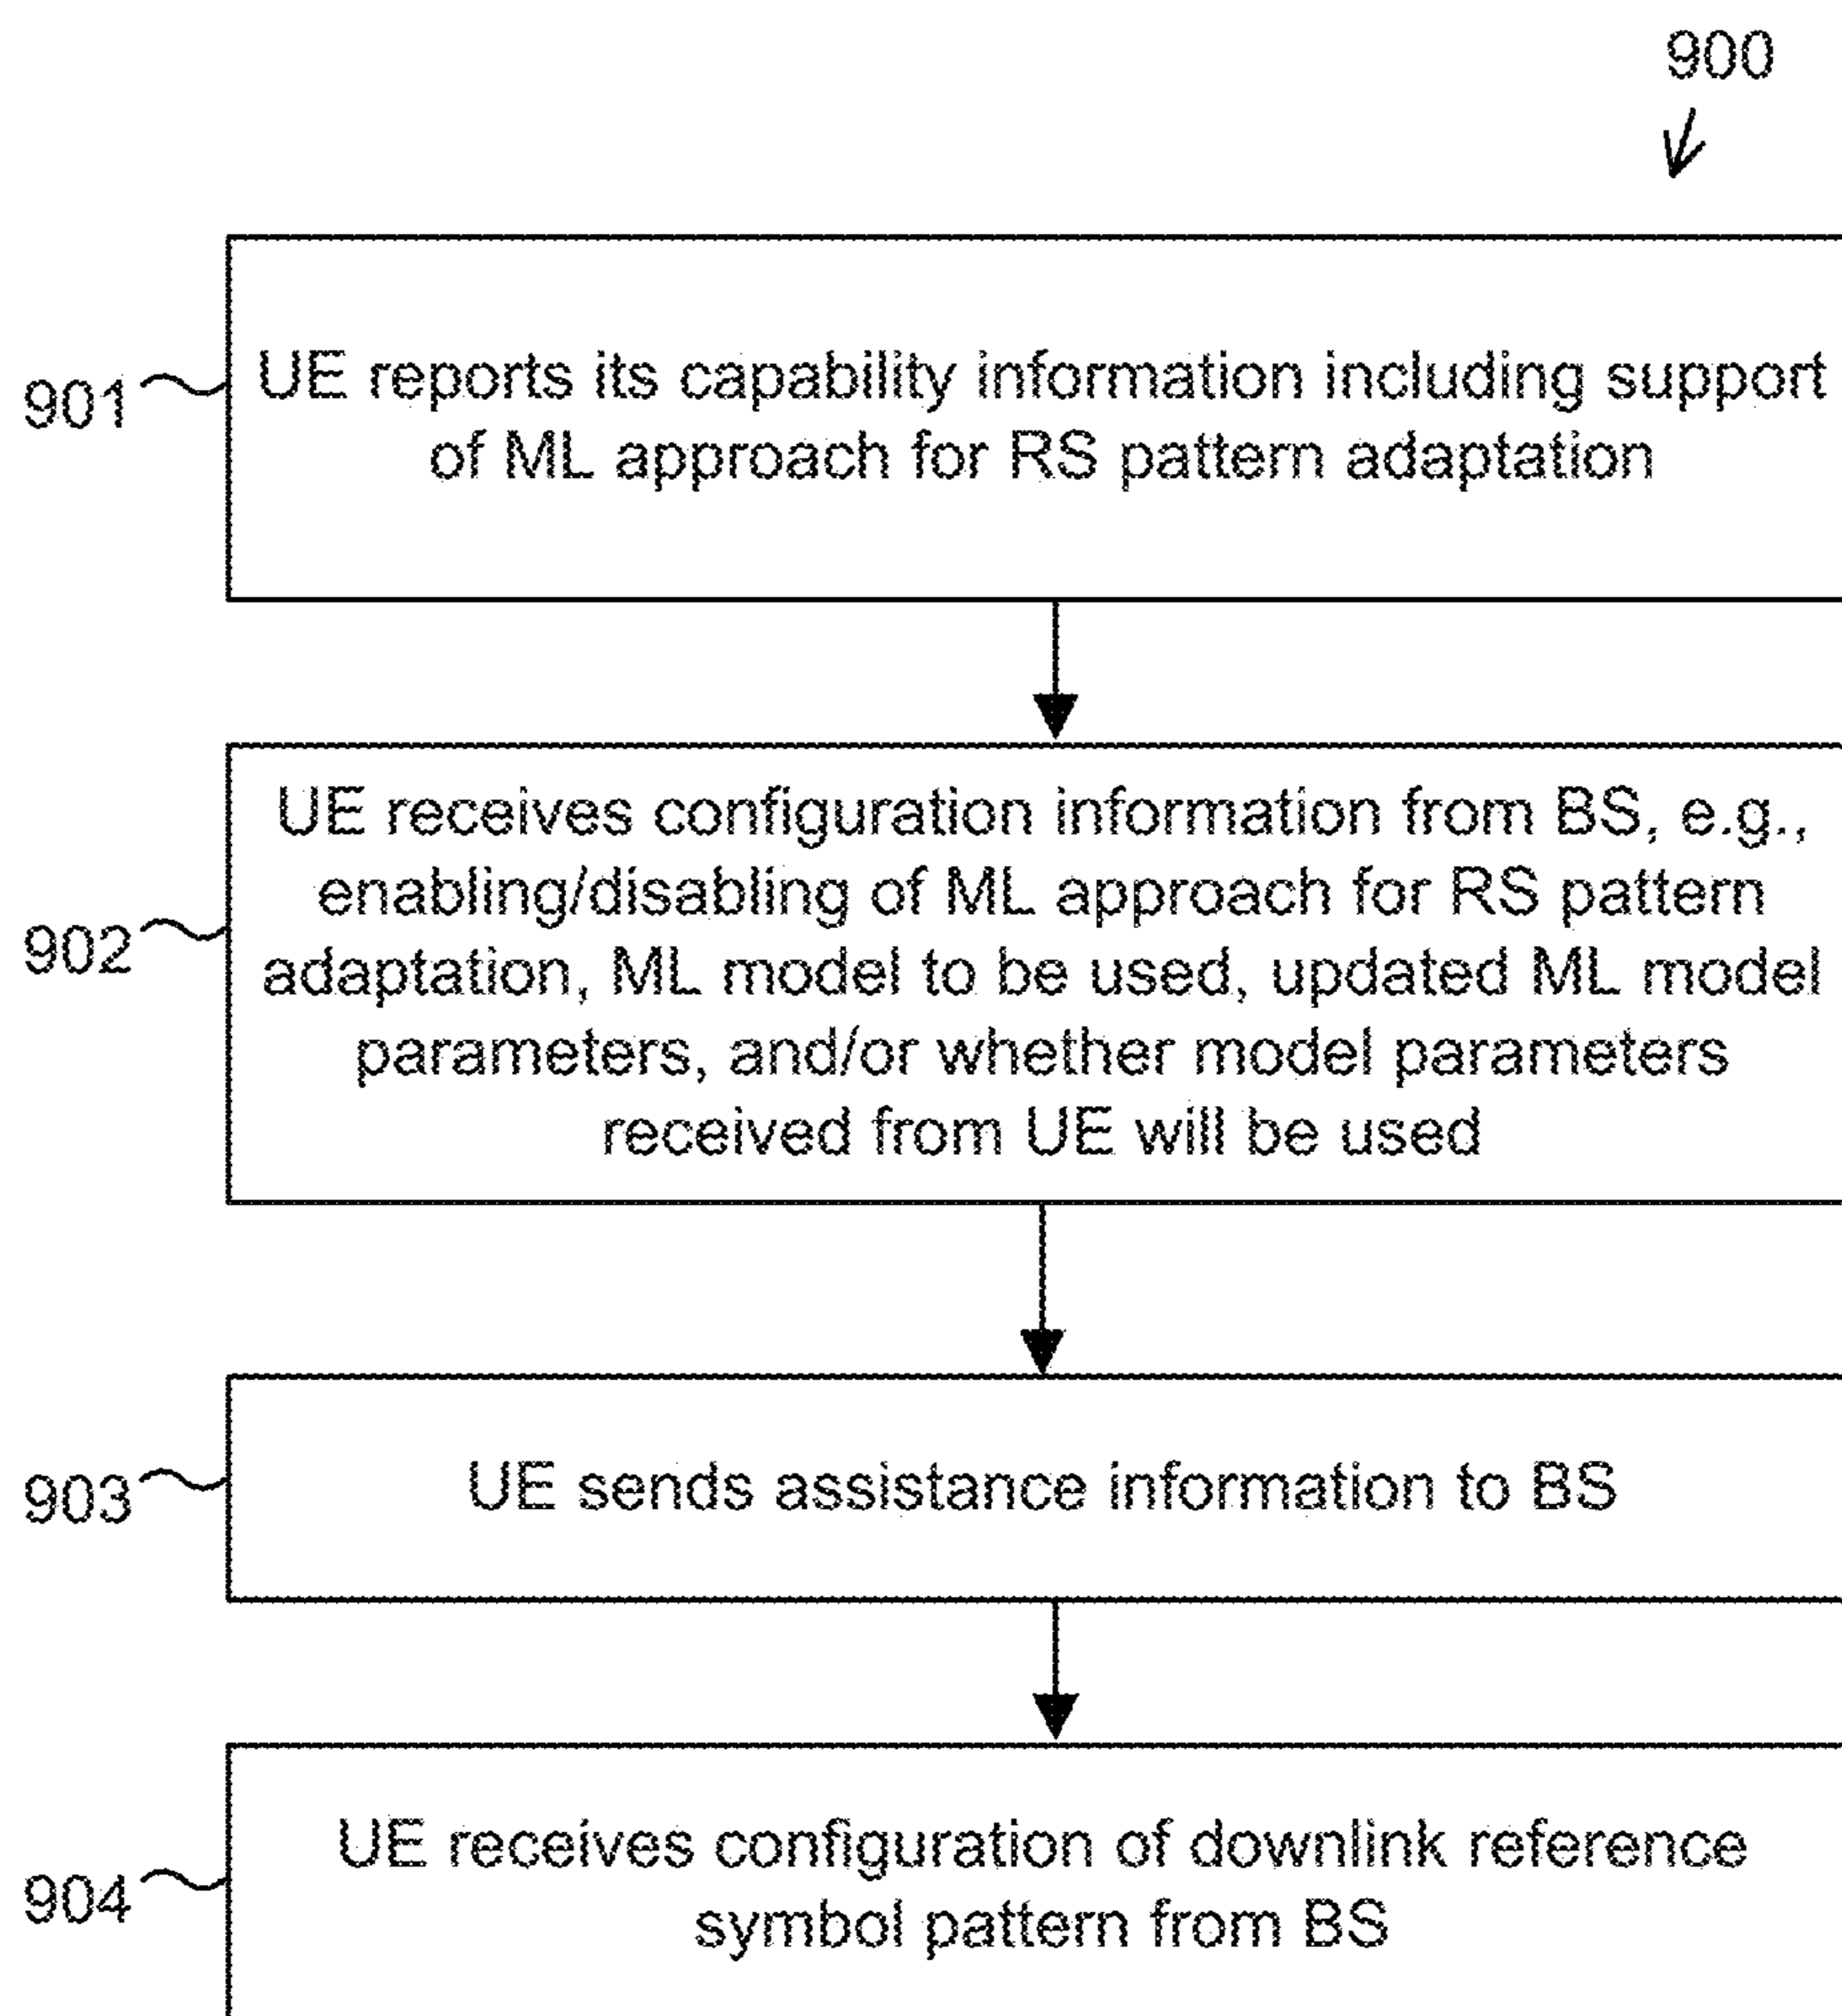 900
901
UE reports its capability information including support
of ML approach for RS pattern adaptation
902
UE receives configuration information from BS, e.g.,
enabling/disabling of ML approach for RS pattern
adaptation, ML model to be used, updated ML model
parameters, and/or whether model parameters
received from UE will be used
903
UE sends assistance information to BS
904
UE receives configuration of downlink reference
symbol pattern from BS